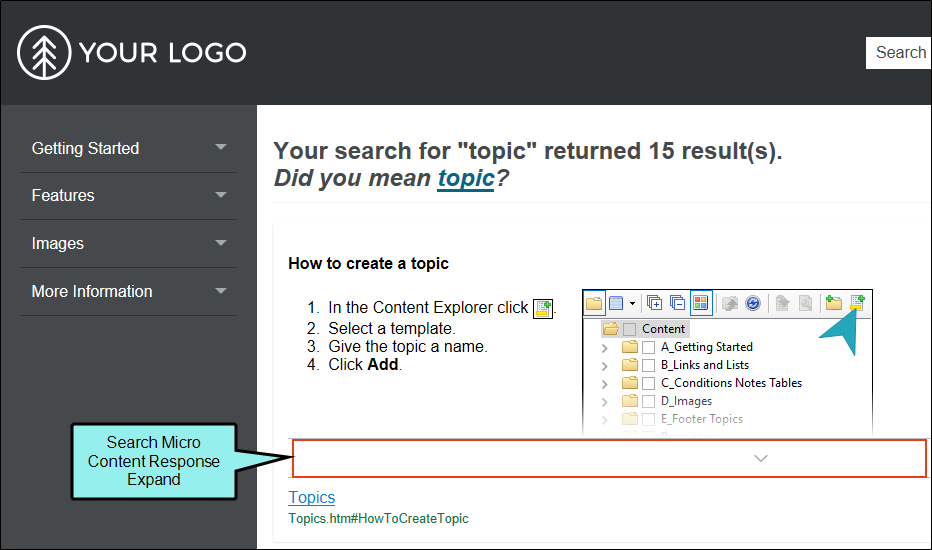 YOUR LOGO
Search
Getting Started
Features
Images
More Information
Your search for "topic" returned 15 result(s).
Did you mean topic?
How to create a topic
1. In the Content Explorer click .
2. Select a template.
3. Give the topic a name.
4. Click Add.
Content
A_Getting Started
B_Links and Lists
C_Conditions Notes Tables
D_Images
E_Footer Topics
Search Micro
Content Response
Expand
Topics
Topics.htm#HowToCreateTopic